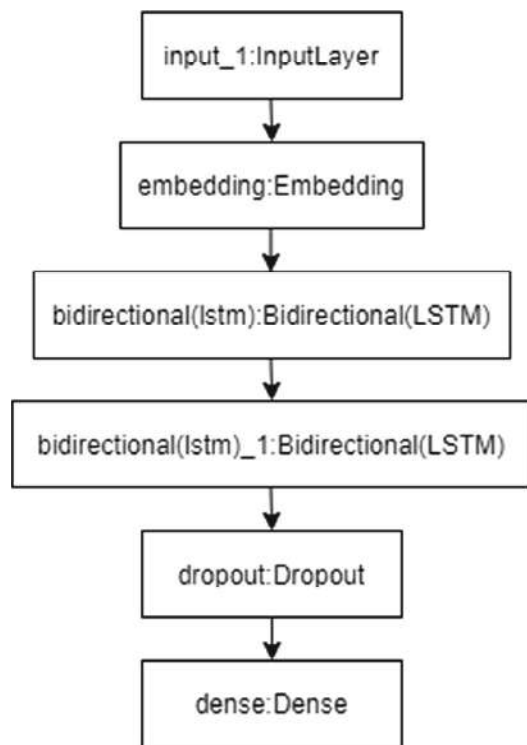 input_1:InputLayer
embedding:Embedding
bidirectional(lstm):Bidirectional(LSTM)
bidirectional(lstm)_1:Bidirectional(LSTM)
dropout:Dropout
dense:Dense